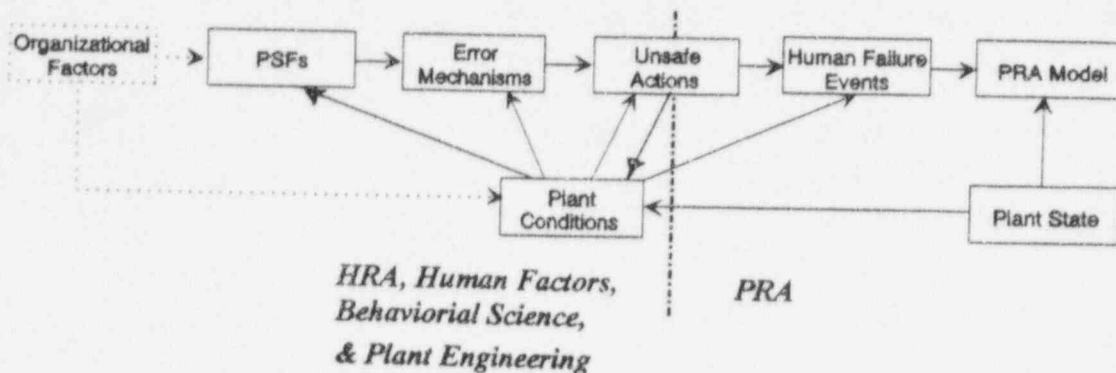 Organizational
Factors
PSFs
Error
Mechanisms
Unsafe
Actions
Human Failure
Events
PRA Model
Plant
Conditions
Plant State
HRA, Human Factors,
Behaviorial Science,
& Plant Engineering
PRA